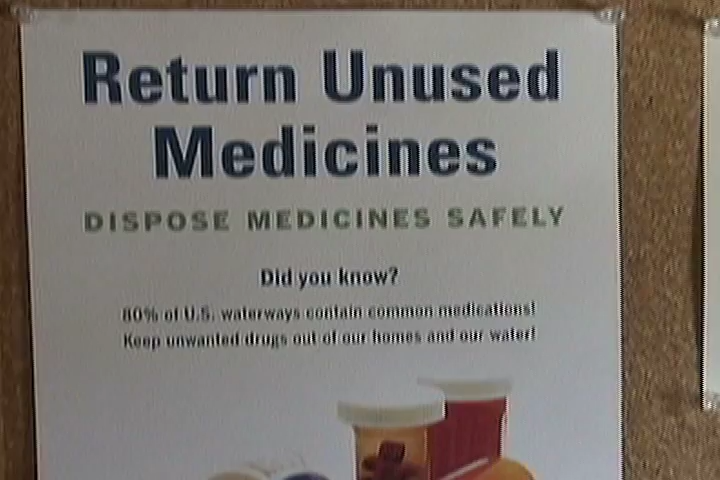 Return Unused
Medicines
DISPOSE MEDICINES SAFELY
Did you know?
80% of U.S. waterways contain common medications!
Keep unwanted drugs out of our homes and our water!